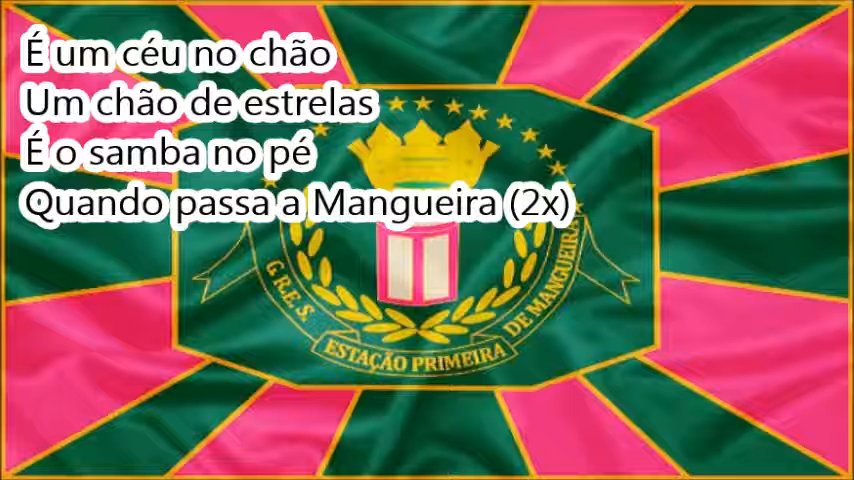 É um céu no chão
Um chão de estrelas
É o samba no pé
Quando passa a Mangueira (2x)
G.R.E.S.
ESTAÇÃO PRIMEIRA
DE MANGUEIRA